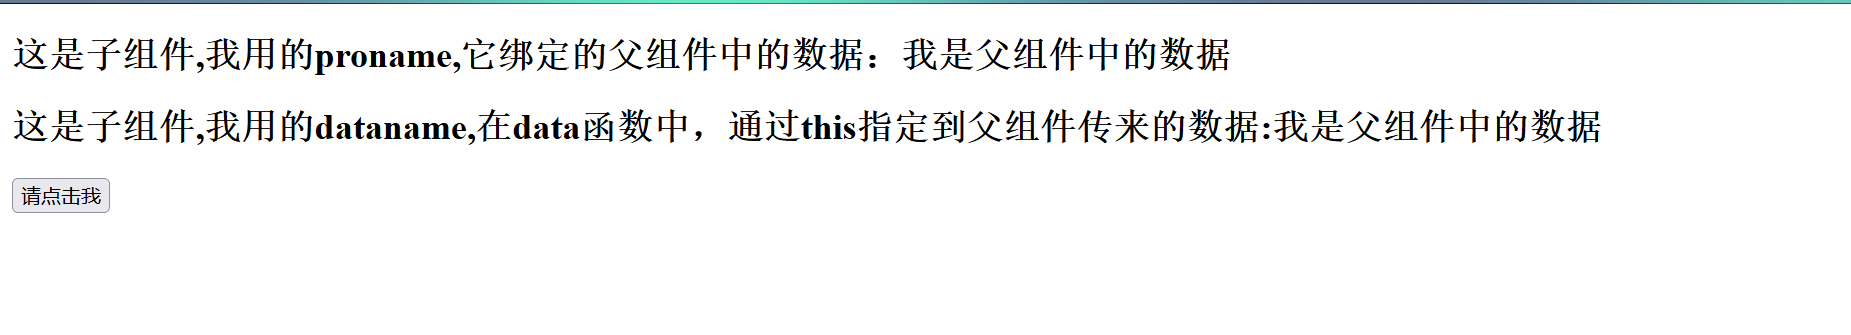 这是子组件,我用的proname,它绑定的父组件中的数据：我是父组件中的数据
这是子组件,我用的dataname,在data函数中，通过this指定到父组件传来的数据:我是父组件中的数据
请点击我